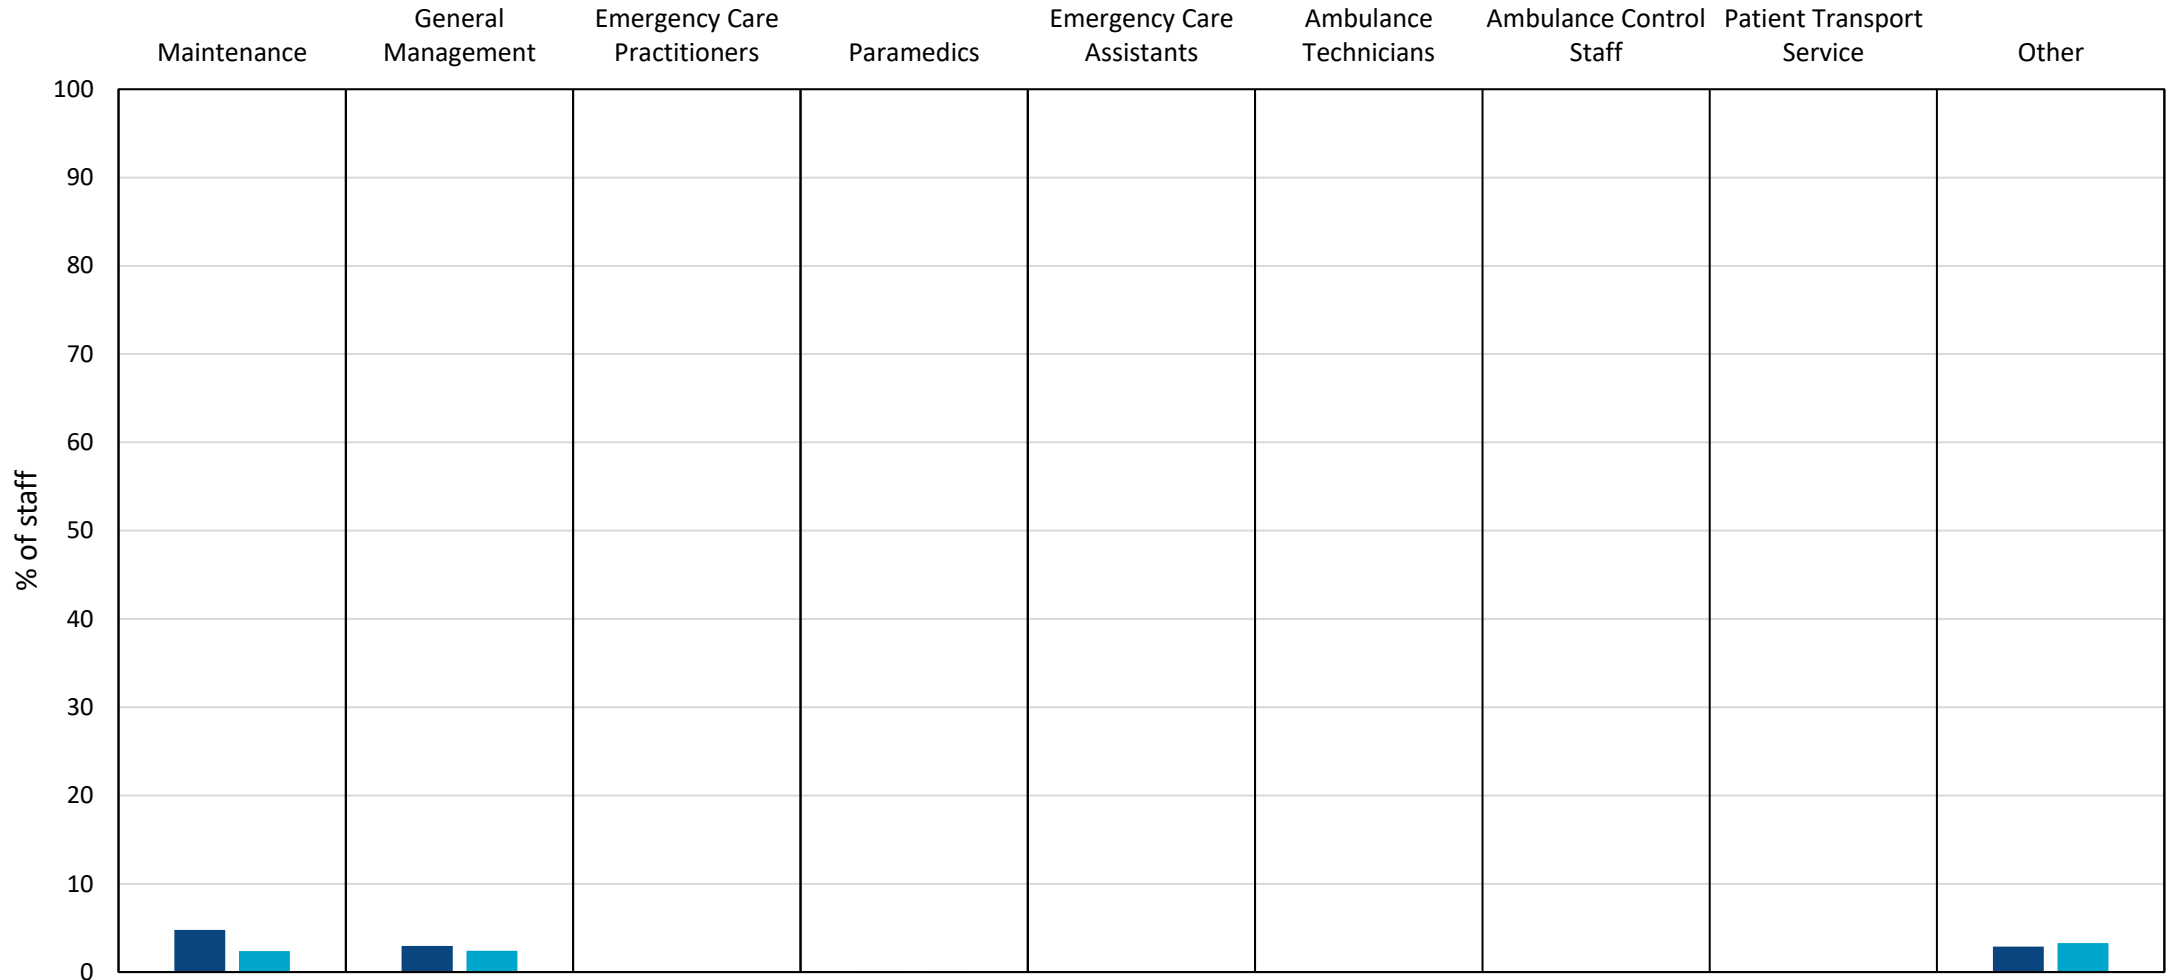 Maintenance
General
Management
Emergency Care
Practitioners
Paramedics
Emergency Care
Assistants
Ambulance
Technicians
Ambulance Control
Staff
Patient Transport
Service
Other
100
90
80
70
60
50
40
30
20
10
0
% of staff